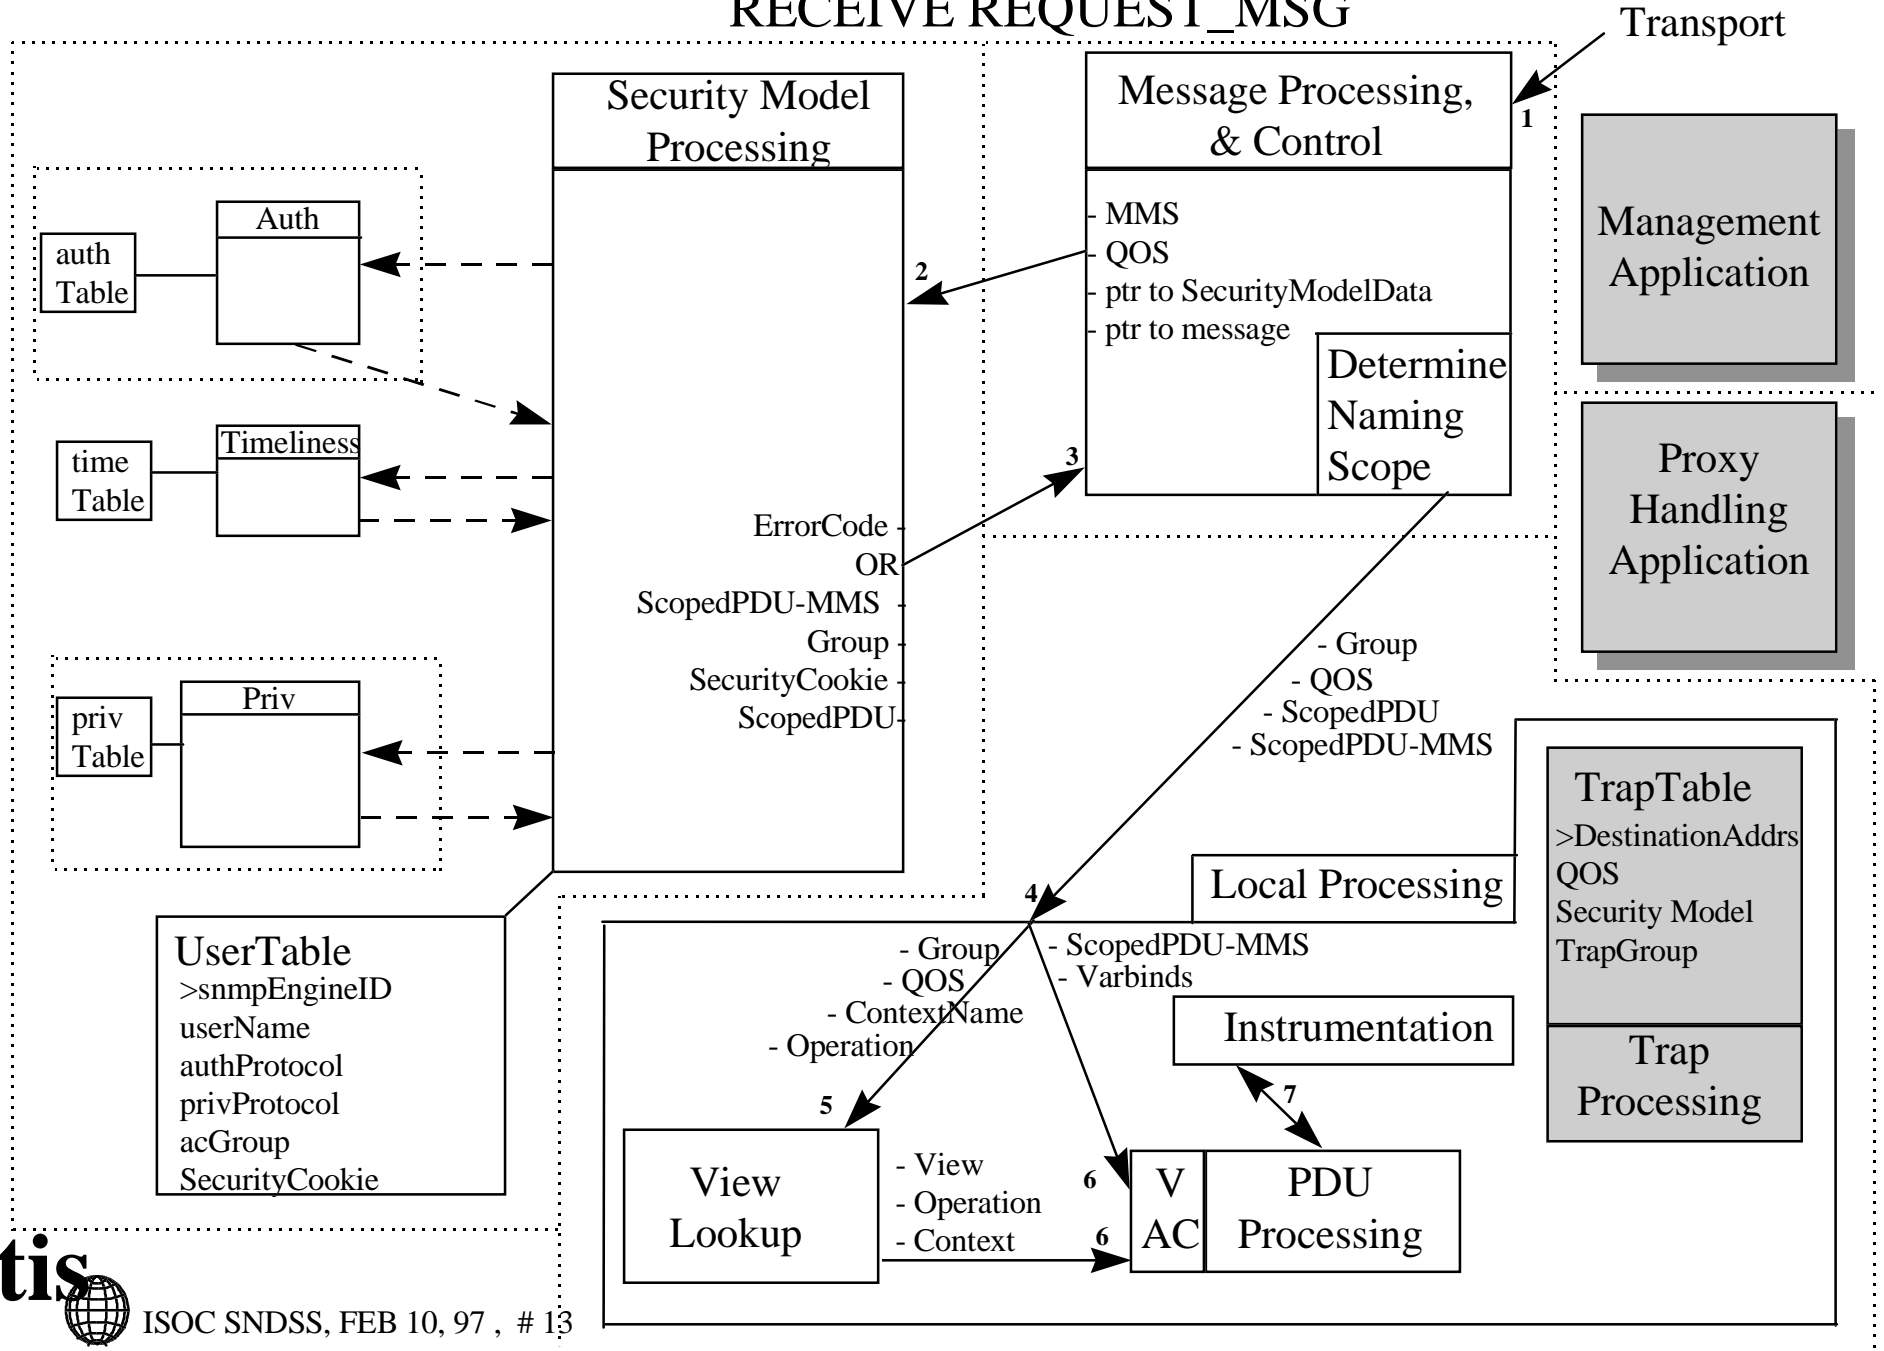 RECEIVE REQUEST_MSG
Transport
Security Model
Processing
Message Processing,
& Control
1
Management
Application
auth
Table
Auth
- MMS
- QOS
- ptr to SecurityModelData
- ptr to message
2
Determine
Naming
Scope
3
time
Table
Timeliness
Proxy
Handling
Application
ErrorCode -
OR
ScopedPDU-MMS -
Group -
SecurityCookie -
ScopedPDU-
priv
Table
Priv
- Group
- QOS
- ScopedPDU
- ScopedPDU-MMS
TrapTable
>DestinationAddrs
QOS
Security Model
TrapGroup
Trap
Processing
4
Local Processing
UserTable
>snmpEngineID
userName
authProtocol
privProtocol
acGroup
SecurityCookie
- Group
- QOS
- ContextName
- Operation
- ScopedPDU-MMS
- Varbinds
Instrumentation
5
7
View
Lookup
- View
- Operation
- Context
6
6
V
AC
PDU
Processing
tis
ISOC SNDSS, FEB 10, 97 , # 13